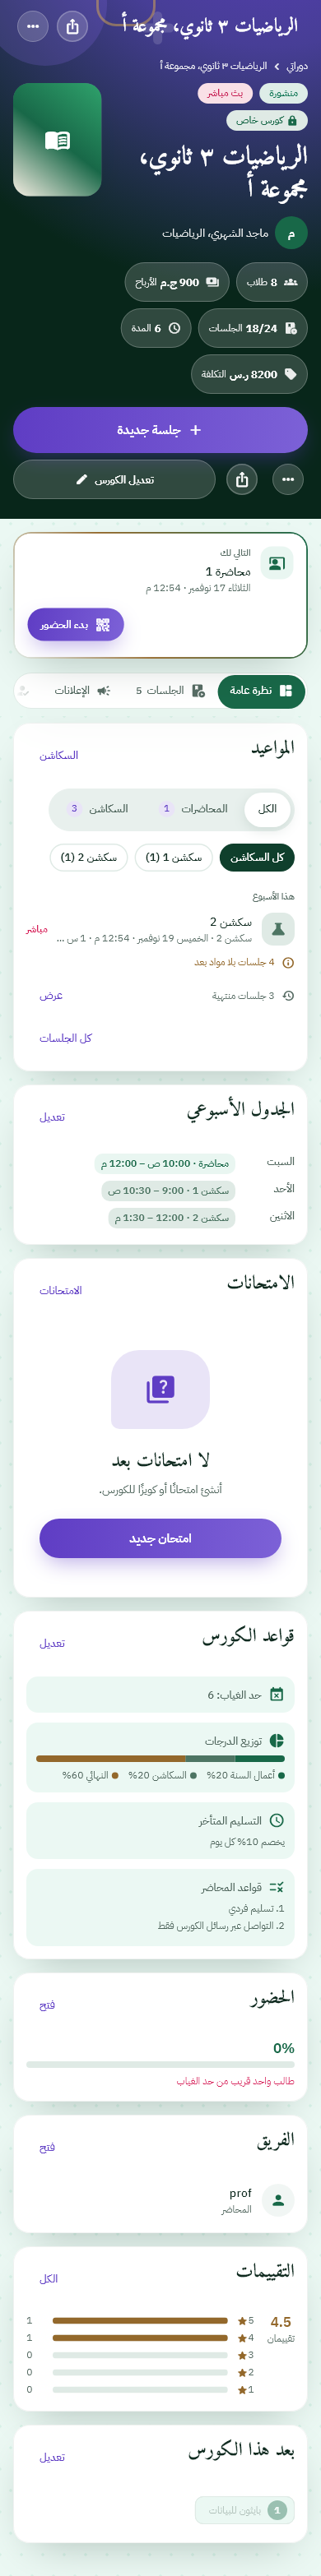 الرياضيات ٣ ثانوي، مجموعة أ
دوراتي
الرياضيات ٣ ثانوي، مجموعة أ
منشورة
بث مباشر
كورس خاص
الرياضيات ٣ ثانوي،
مجموعة أ
م
ماجد الشهري، الرياضيات
8 طلاب
900 ج.م الأرباح
18/24 الجلسات
6 المدة
8200 ر.س التكلفة
+ جلسة جديدة
تعديل الكورس
التالي لك
محاضرة 1
الثلاثاء 17 نوفمبر · 12:54 م
بدء الحضور
نظرة عامة
الجلسات 5
الإعلانات
المواعيد
السكاشن
الكل
المحاضرات 1
السكاشن 3
كل السكاشن
سكشن 1 (1)
سكشن 2 (1)
هذا الأسبوع
سكشن 2
سكشن 2 · الخميس 19 نوفمبر · 12:54 م · 1 س ...
مباشر
4 جلسات بلا مواد بعد
3 جلسات منتهية
عرض
كل الجلسات
الجدول الأسبوعي
تعديل
السبت
محاضرة · 10:00 ص – 12:00 م
الأحد
سكشن 1 · 9:00 – 10:30 ص
الاثنين
سكشن 2 · 12:00 – 1:30 م
الامتحانات
الامتحانات
لا امتحانات بعد
أنشئ امتحانًا أو كويزًا للكورس.
امتحان جديد
قواعد الكورس
تعديل
حد الغياب: 6
توزيع الدرجات
أعمال السنة 20%
السكاشن 20%
النهائي 60%
التسليم المتأخر
يخصم 10% كل يوم
قواعد المحاضر
1. تسليم فردي
2. التواصل عبر رسائل الكورس فقط
الحضور
فتح
0%
طالب واحد قريب من حد الغياب
الفريق
فتح
prof
المحاضر
التقييمات
الكل
4.5
تقييمان
5★ 1
4★ 1
3★ 0
2★ 0
1★ 0
بعد هذا الكورس
تعديل
1 بايثون للبيانات